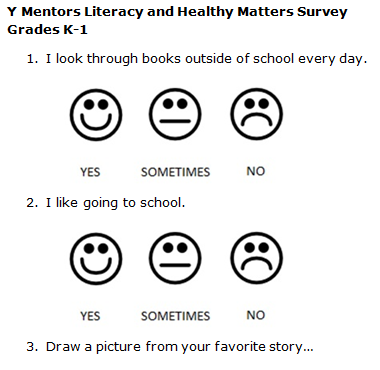 Y Mentors Literacy and Healthy Matters Survey
Grades K-1
1. I look through books outside of school every day.
YES SOMETIMES NO
2. I like going to school.
YES SOMETIMES NO
3. Draw a picture from your favorite story...